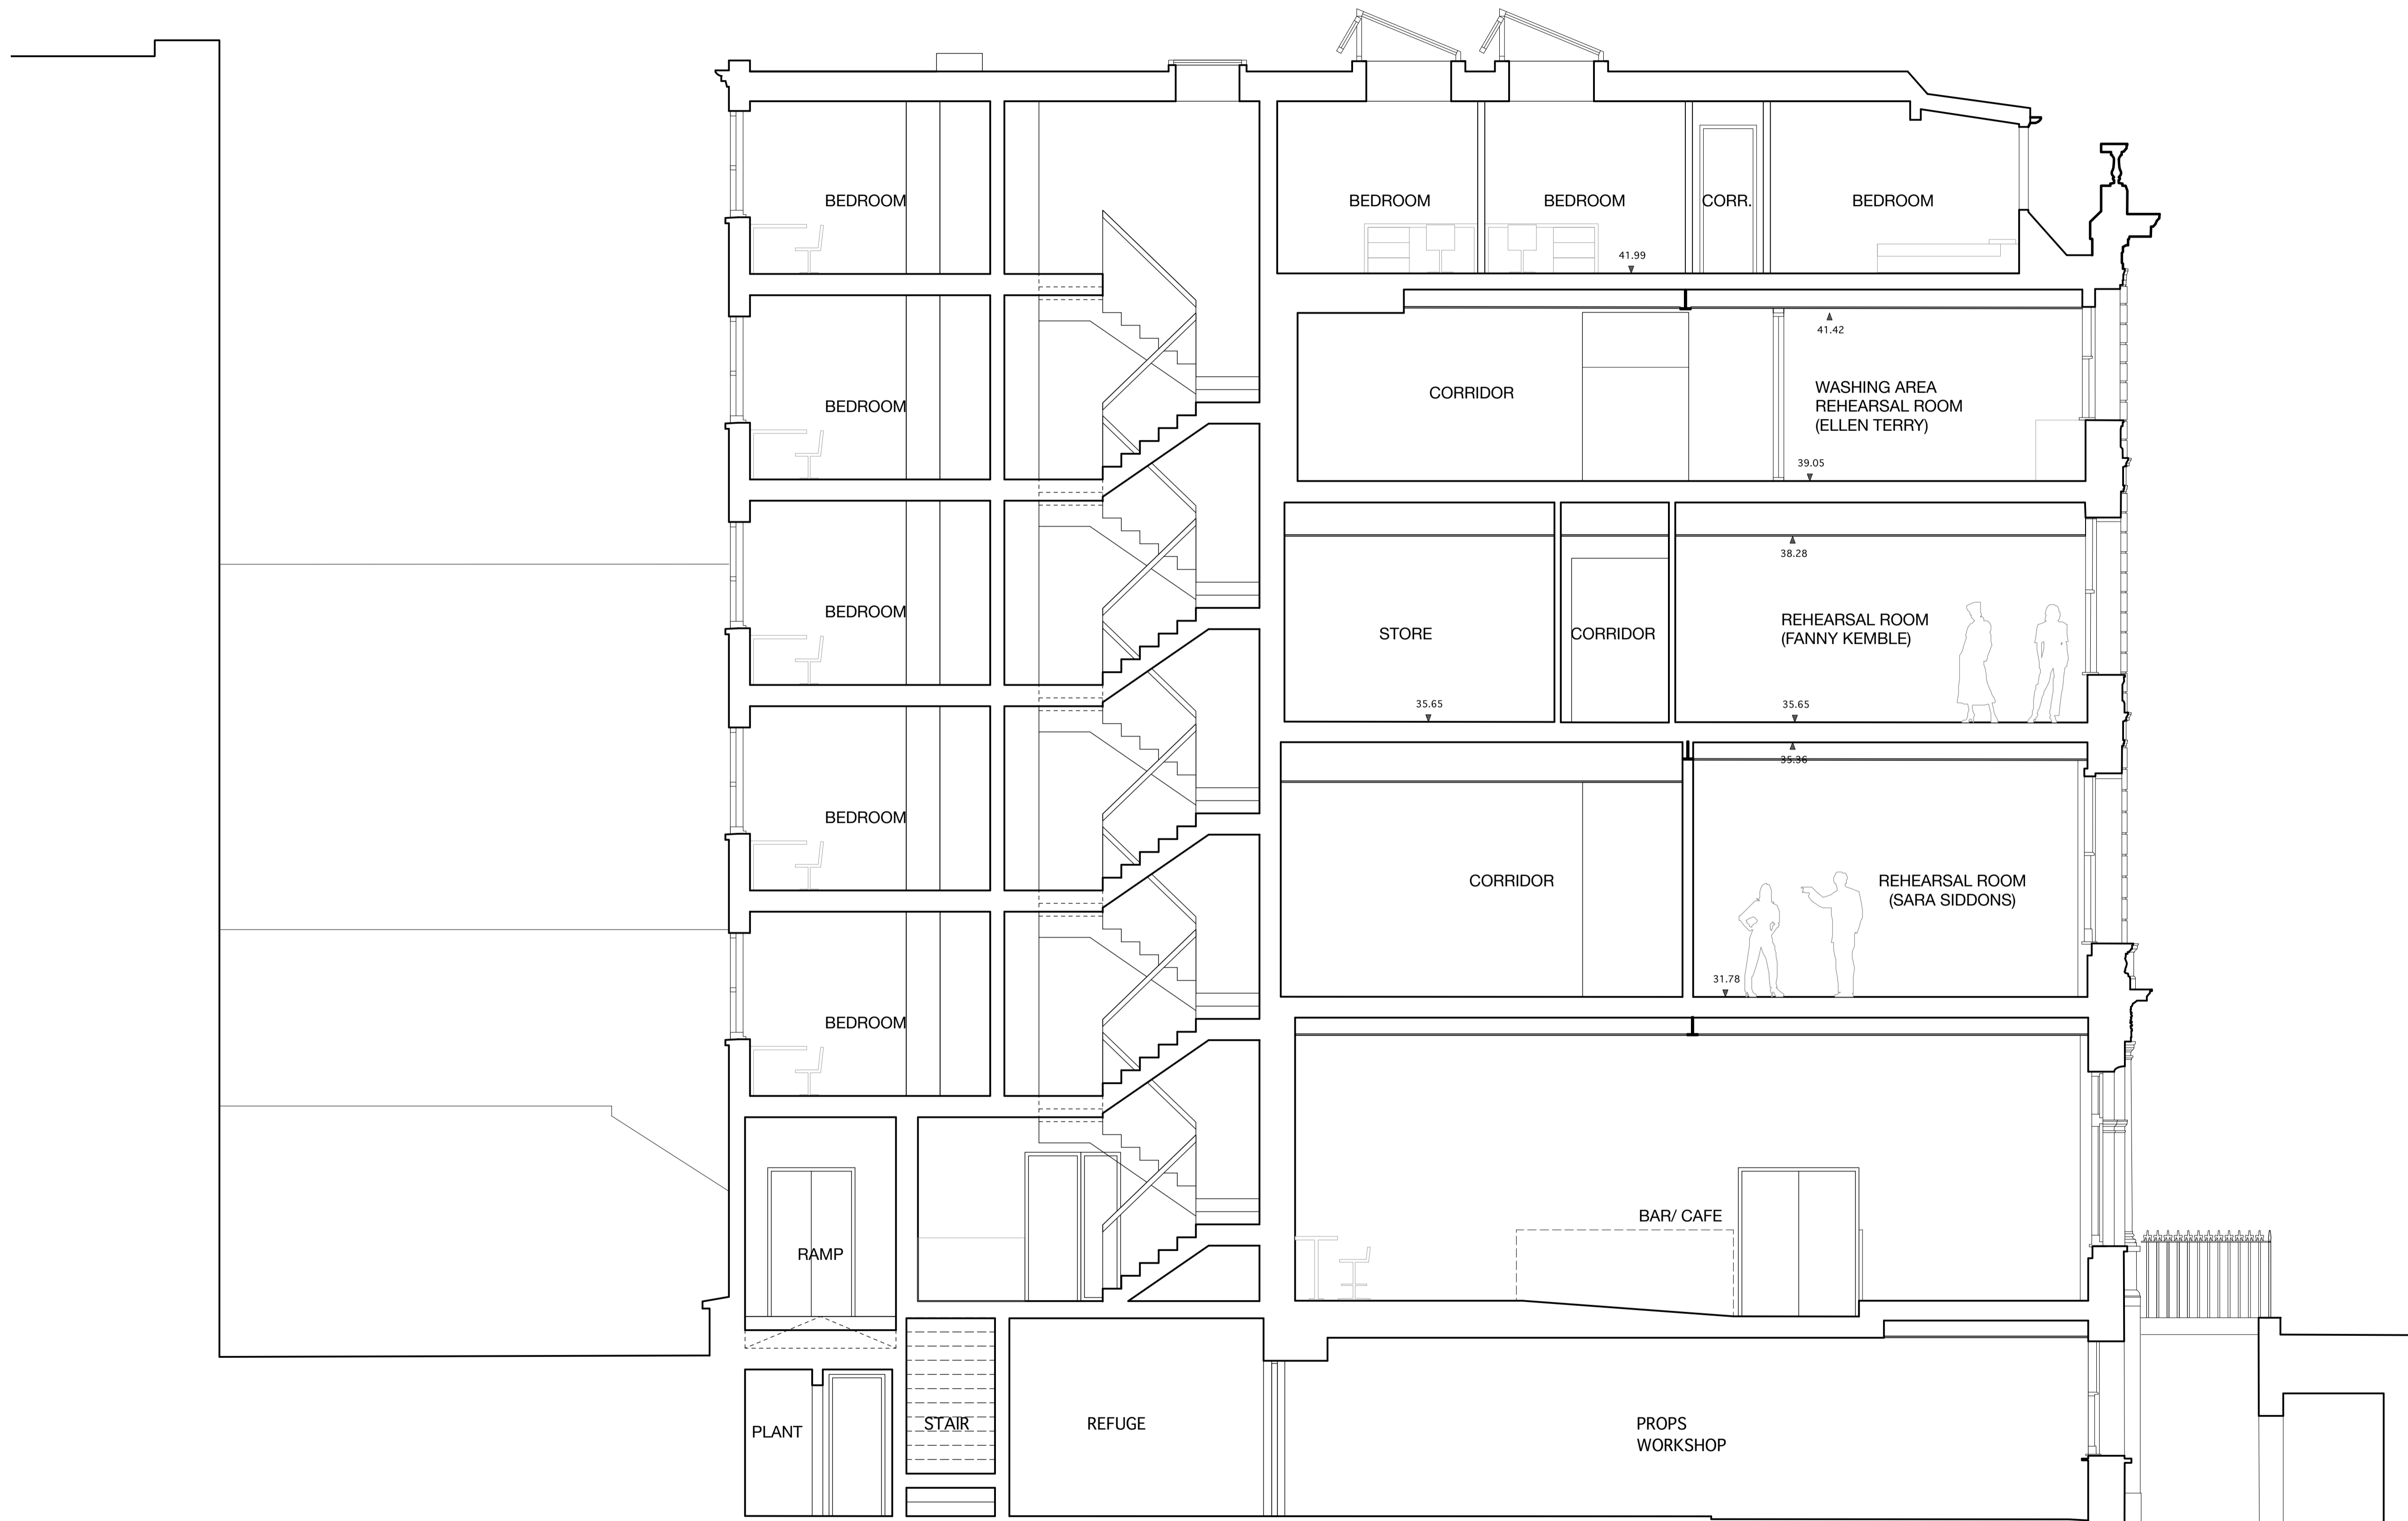 BEDROOM
BEDROOM
BEDROOM
CORR.
BEDROOM
41.99
41.42
BEDROOM
CORRIDOR
WASHING AREA
REHEARSAL ROOM
(ELLEN TERRY)
39.05
38.28
BEDROOM
STORE
CORRIDOR
REHEARSAL ROOM
(FANNY KEMBLE)
35.65
35.65
35.36
BEDROOM
CORRIDOR
REHEARSAL ROOM
(SARA SIDDONS)
31.78
BEDROOM
BAR/ CAFE
RAMP
PLANT
STAIR
REFUGE
PROPS
WORKSHOP